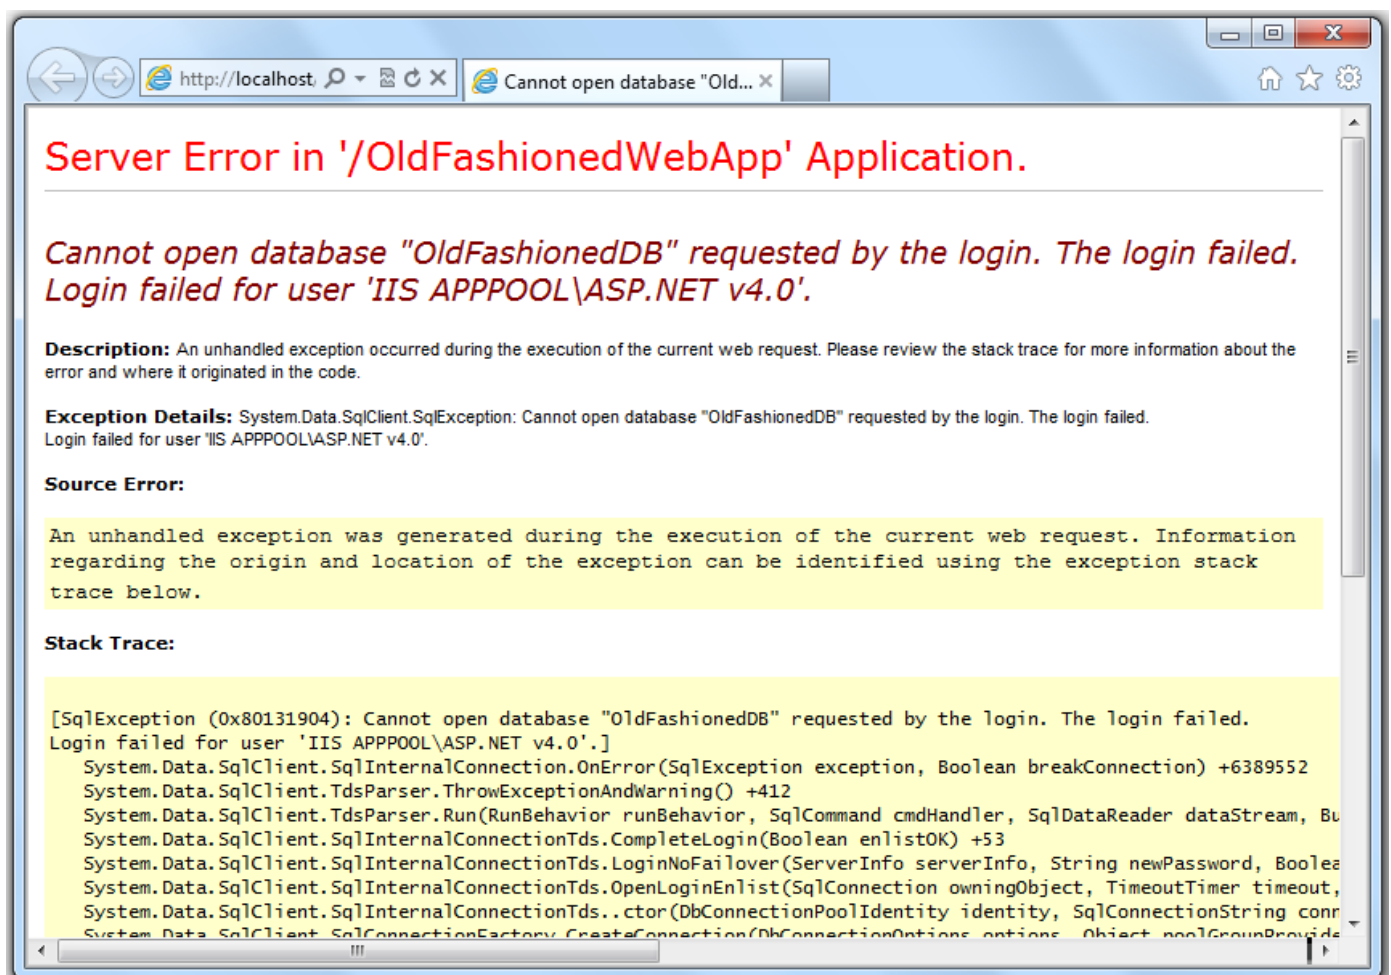 http://localhost
Cannot open database "Old...
Server Error in '/OldFashionedWebApp' Application.
Cannot open database "OldFashionedDB" requested by the login. The login failed.
Login failed for user 'IIS APPPOOL\ASP.NET v4.0'.
Description: An unhandled exception occurred during the execution of the current web request. Please review the stack trace for more information about the
error and where it originated in the code.
Exception Details: System.Data.SqlClient.SqlException: Cannot open database "OldFashionedDB" requested by the login. The login failed.
Login failed for user 'IIS APPPOOL\ASP.NET v4.0'.
Source Error:
An unhandled exception was generated during the execution of the current web request. Information
regarding the origin and location of the exception can be identified using the exception stack
trace below.
Stack Trace:
[SqlException (0x80131904): Cannot open database "OldFashionedDB" requested by the login. The login failed.
Login failed for user 'IIS APPPOOL\ASP.NET v4.0'.]
System.Data.SqlClient.SqlInternalConnection.OnError(SqlException exception, Boolean breakConnection) +6389552
System.Data.SqlClient.TdsParser.ThrowExceptionAndWarning() +412
System.Data.SqlClient.TdsParser.Run(RunBehavior runBehavior, SqlCommand cmdHandler, SqlDataReader dataStream, Bu
System.Data.SqlClient.SqlInternalConnectionTds.CompleteLogin(Boolean enlistOK) +53
System.Data.SqlClient.SqlInternalConnectionTds.LoginNoFailover(ServerInfo serverInfo, String newPassword, Boolea
System.Data.SqlClient.SqlInternalConnectionTds.OpenLoginEnlist(SqlConnection owningObject, TimeoutTimer timeout,
System.Data.SqlClient.SqlInternalConnectionTds..ctor(DbConnectionPoolIdentity identity, SqlConnectionString conn
System.Data.SqlClient.SqlConnectionFactory.CreateConnection(DbConnectionOptions options, Object poolGroupProvide